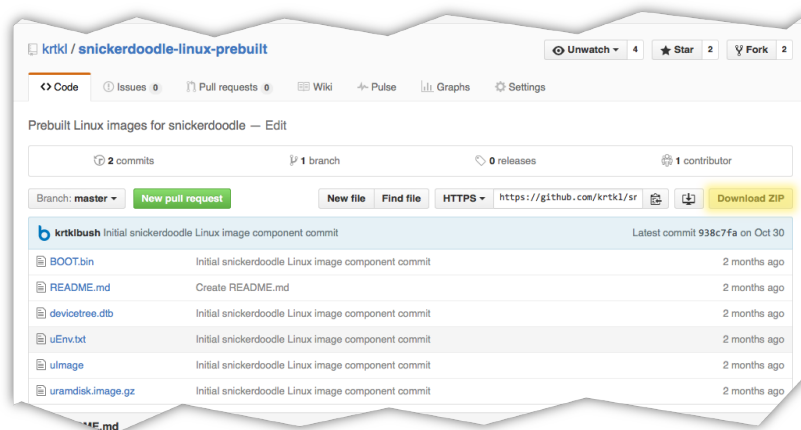 krtkl / snickerdoodle-linux-prebuilt Unwatch 4 Star 2 Fork 2
Code Issues 0 Pull requests 0 Wiki Pulse Graphs Settings
Prebuilt Linux images for snickerdoodle — Edit
2 commits 1 branch 0 releases 1 contributor
Branch: master New pull request New file Find file HTTPS https://github.com/krtkl/sr Download ZIP
krtklbush Initial snickerdoodle Linux image component commit Latest commit 938c7fa on Oct 30
BOOT.bin Initial snickerdoodle Linux image component commit 2 months ago
README.md Create README.md 2 months ago
devicetree.dtb Initial snickerdoodle Linux image component commit 2 months ago
uEnv.txt Initial snickerdoodle Linux image component commit 2 months ago
uImage Initial snickerdoodle Linux image component commit 2 months ago
uramdisk.image.gz Initial snickerdoodle Linux image component commit 2 months ago
ME.md